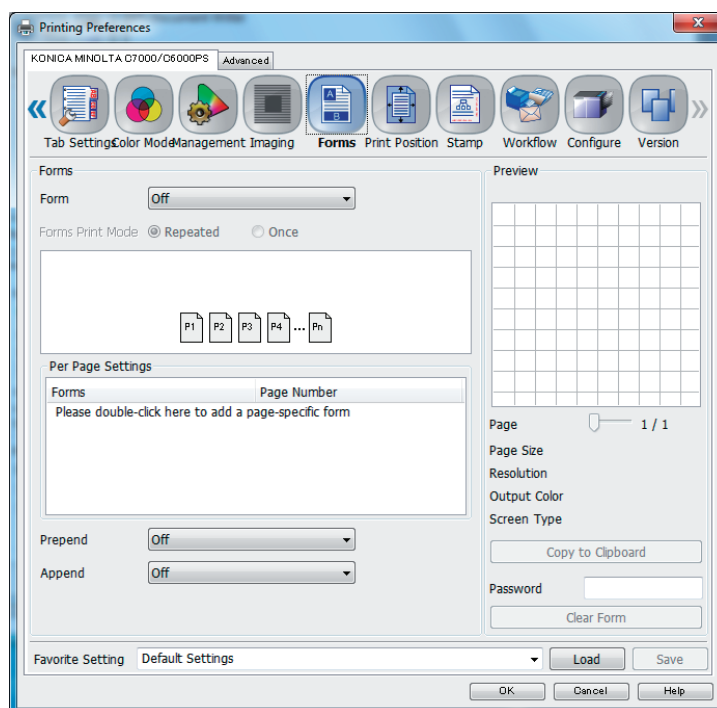 Printing Preferences
KONICA MINOLTA C7000/C6000PS Advanced
Tab Settings Color Mode Management Imaging Forms Print Position Stamp Workflow Configure Version
A
B
Forms
Form Off
Forms Print Mode Repeated Once
P1 P2 P3 P4 ... Pn
Per Page Settings
Forms Page Number
Please double-click here to add a page-specific form
Prepend Off
Append Off
Preview
Page 1 / 1
Page Size
Resolution
Output Color
Screen Type
Copy to Clipboard
Password
Clear Form
Favorite Setting Default Settings Load Save
OK Cancel Help